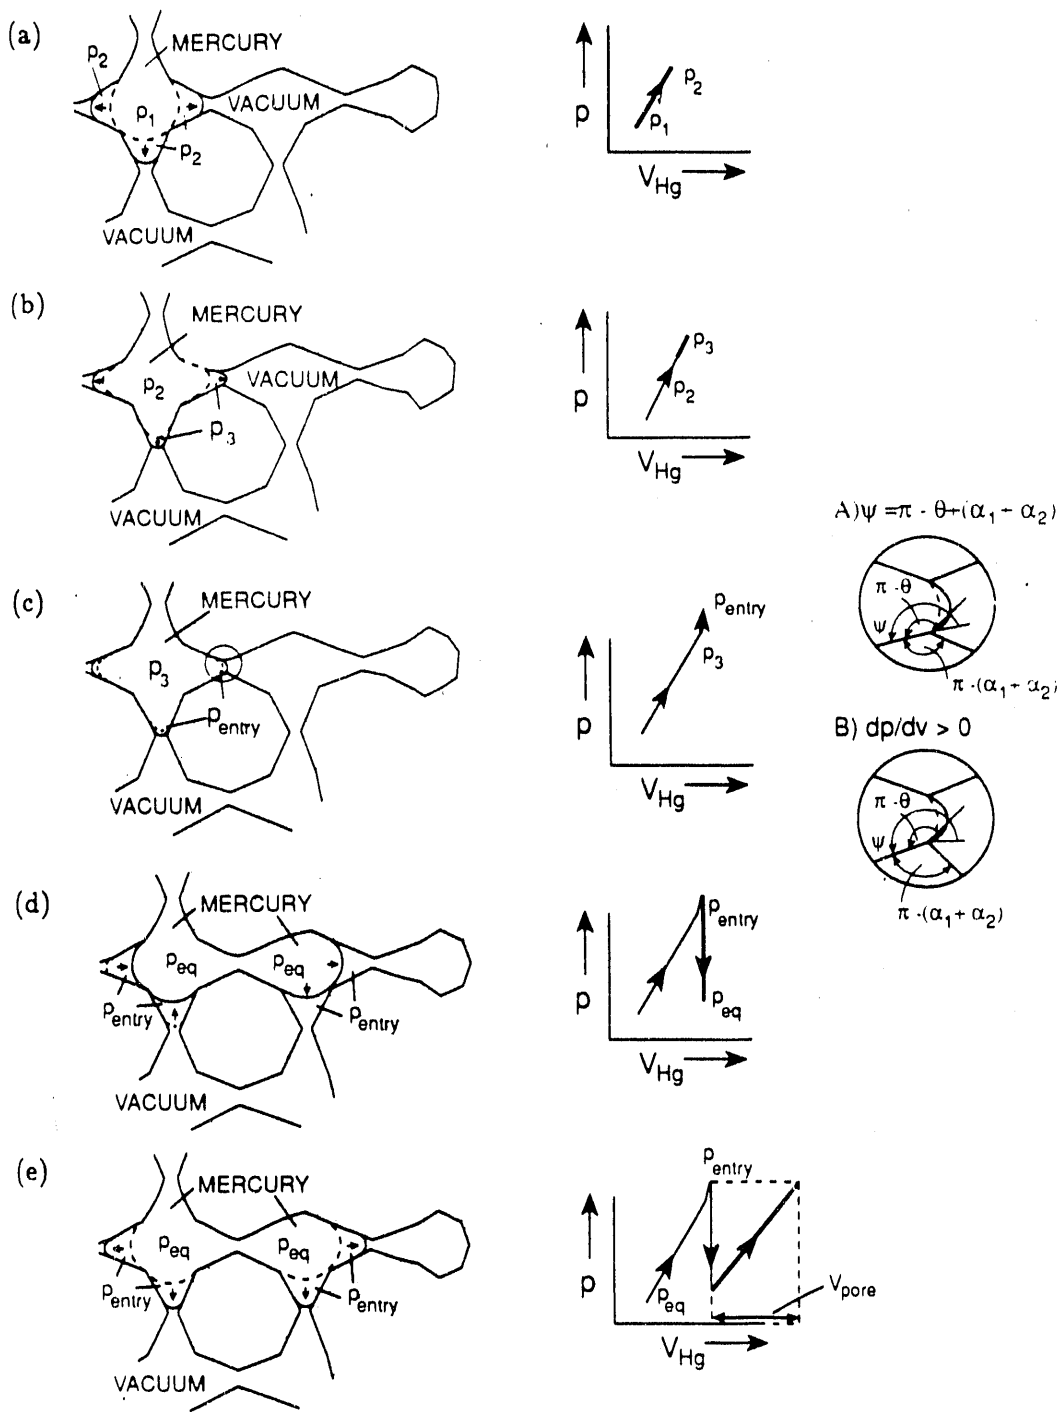 (a)
MERCURY
p2
VACUUM
p1
p2
VACUUM
p2
p1
p
VHg
(b)
MERCURY
p2
VACUUM
p3
VACUUM
p3
p2
p
VHg
(c)
MERCURY
p3
pentry
VACUUM
pentry
p3
p
VHg
A) ψ = π - θ + (α1 + α2)
π - θ
ψ
π - (α1 + α2)
B) dp/dv > 0
π - θ
ψ
π - (α1 + α2)
(d)
MERCURY
peq
peq
pentry
pentry
VACUUM
pentry
peq
p
VHg
(e)
MERCURY
peq
peq
pentry
pentry
VACUUM
pentry
p
peq
Vpore
VHg